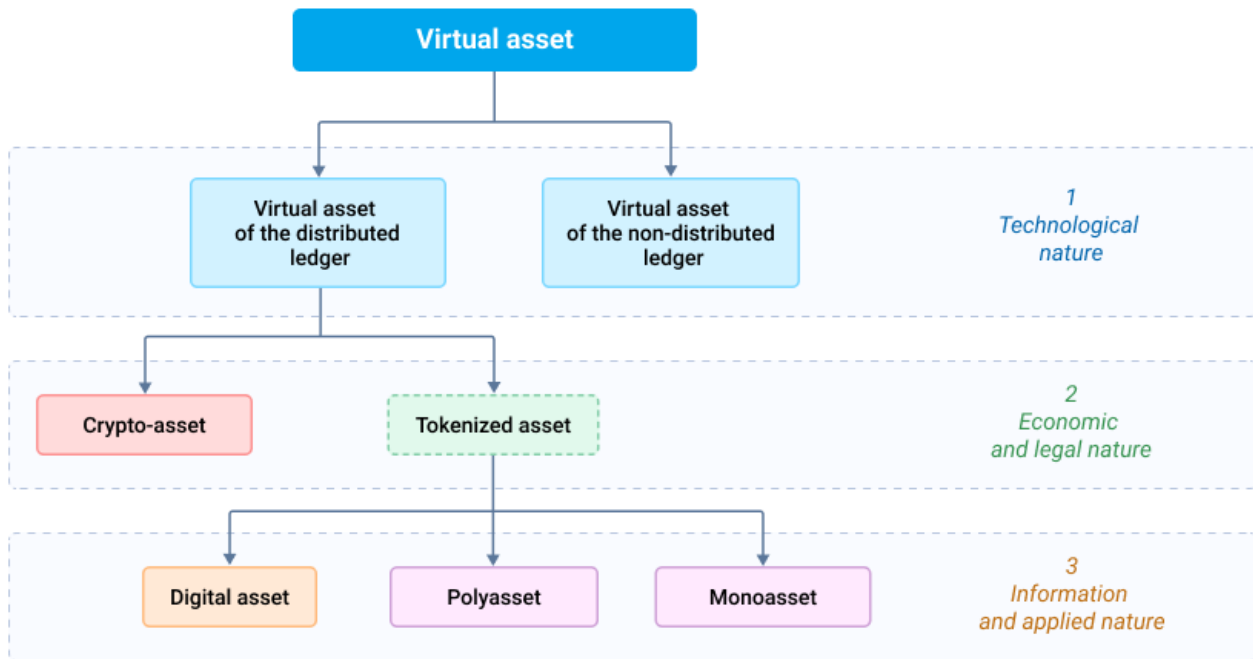 Virtual asset
Virtual asset
of the distributed
ledger
Virtual asset
of the non-distributed
ledger
1
Technological
nature
Crypto-asset
Tokenized asset
2
Economic
and legal nature
Digital asset
Polyasset
Monoasset
3
Information
and applied nature